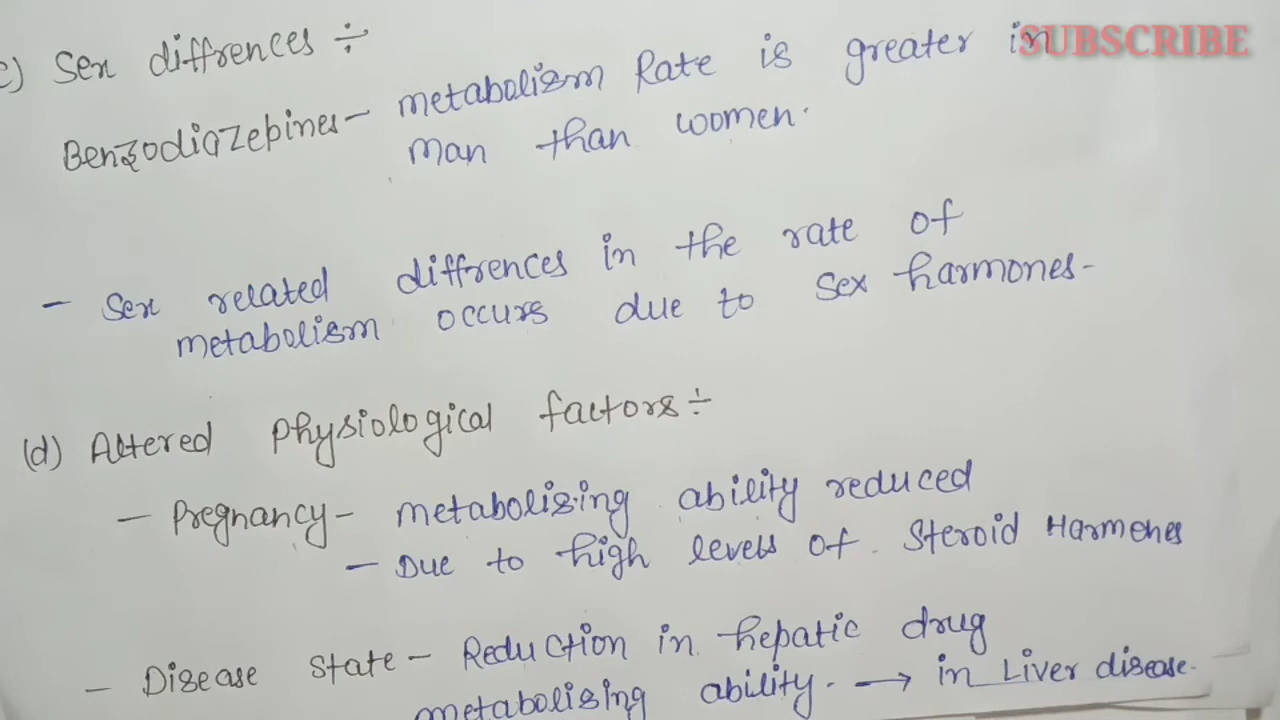 SUBSCRIBE
c) Sex diffrences ÷
Benzodiazepines - metabolism Rate is greater in
man than women.
- Sex related diffrences in the rate of
metabolism occurs due to sex harmones -
(d) Altered physiological factors ÷
- Pregnancy - metabolizing ability reduced
- Due to high levels of Steroid Harmones
- Disease state - Reduction in hepatic drug
metabolizing ability. → in Liver disease.